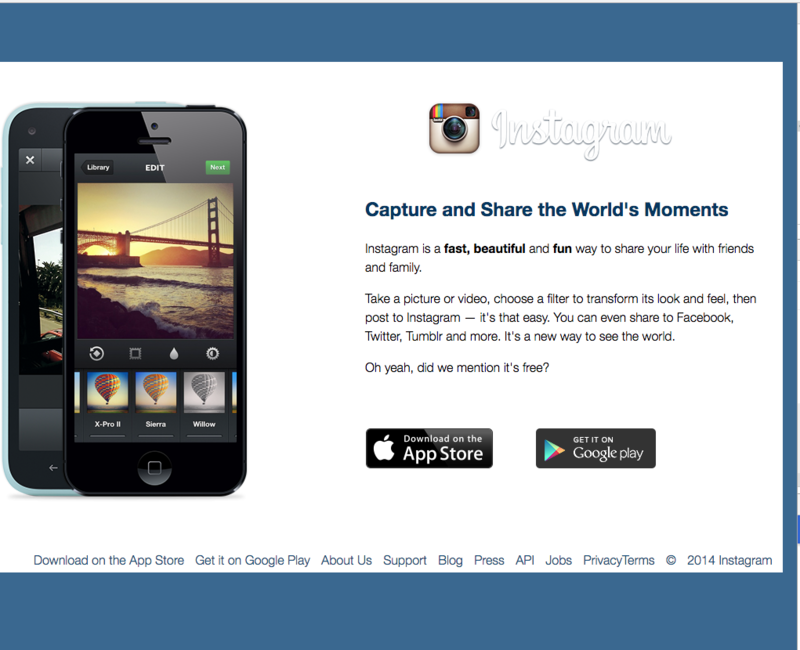 Instagram
Library
EDIT
Next
X-Pro II
Sierra
Willow
Capture and Share the World's Moments
Instagram is a fast, beautiful and fun way to share your life with friends
and family.
Take a picture or video, choose a filter to transform its look and feel, then
post to Instagram — it's that easy. You can even share to Facebook,
Twitter, Tumblr and more. It's a new way to see the world.
Oh yeah, did we mention it's free?
Download on the
App Store
GET IT ON
Google play
Download on the App Store Get it on Google Play About Us Support Blog Press API Jobs PrivacyTerms © 2014 Instagram